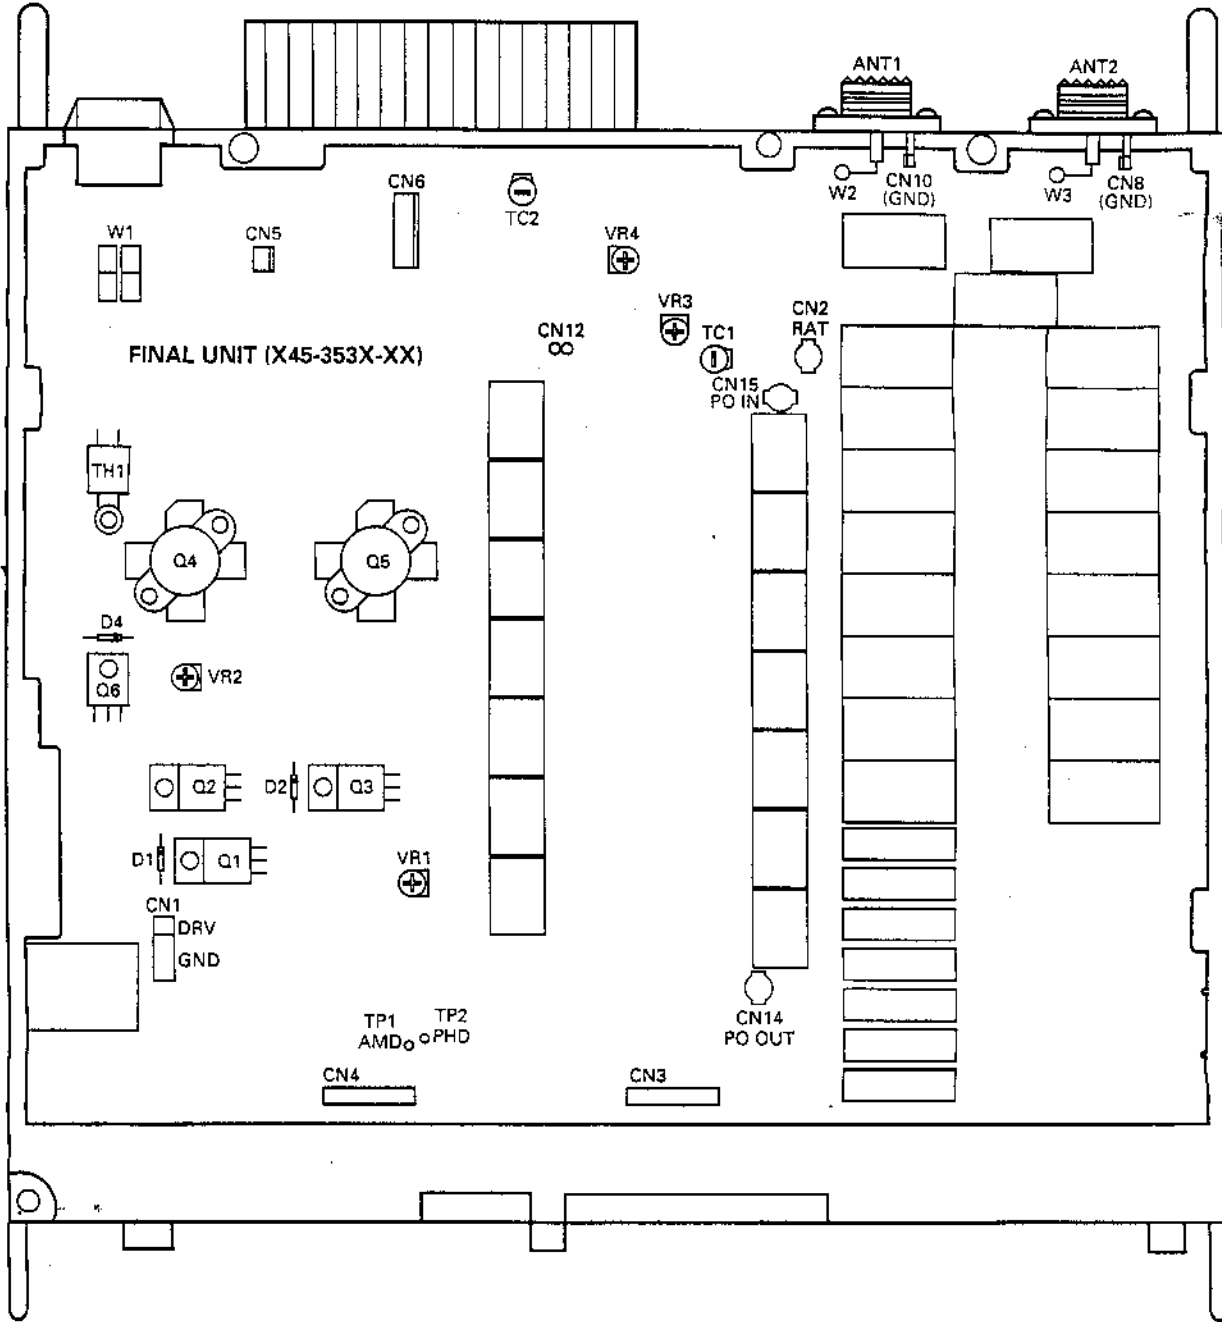 ANT1
ANT2
W2
CN10
(GND)
W3
CN8
(GND)
CN6
TC2
W1
CN5
VR4
VR3
CN2
RAT
CN12
TC1
FINAL UNIT (X45-353X-XX)
CN15
PO IN
TH1
Q4
Q5
D4
Q6
VR2
Q2
D2
Q3
D1
Q1
VR1
CN1
DRV
GND
TP1
AMD
TP2
PHD
CN14
PO OUT
CN4
CN3